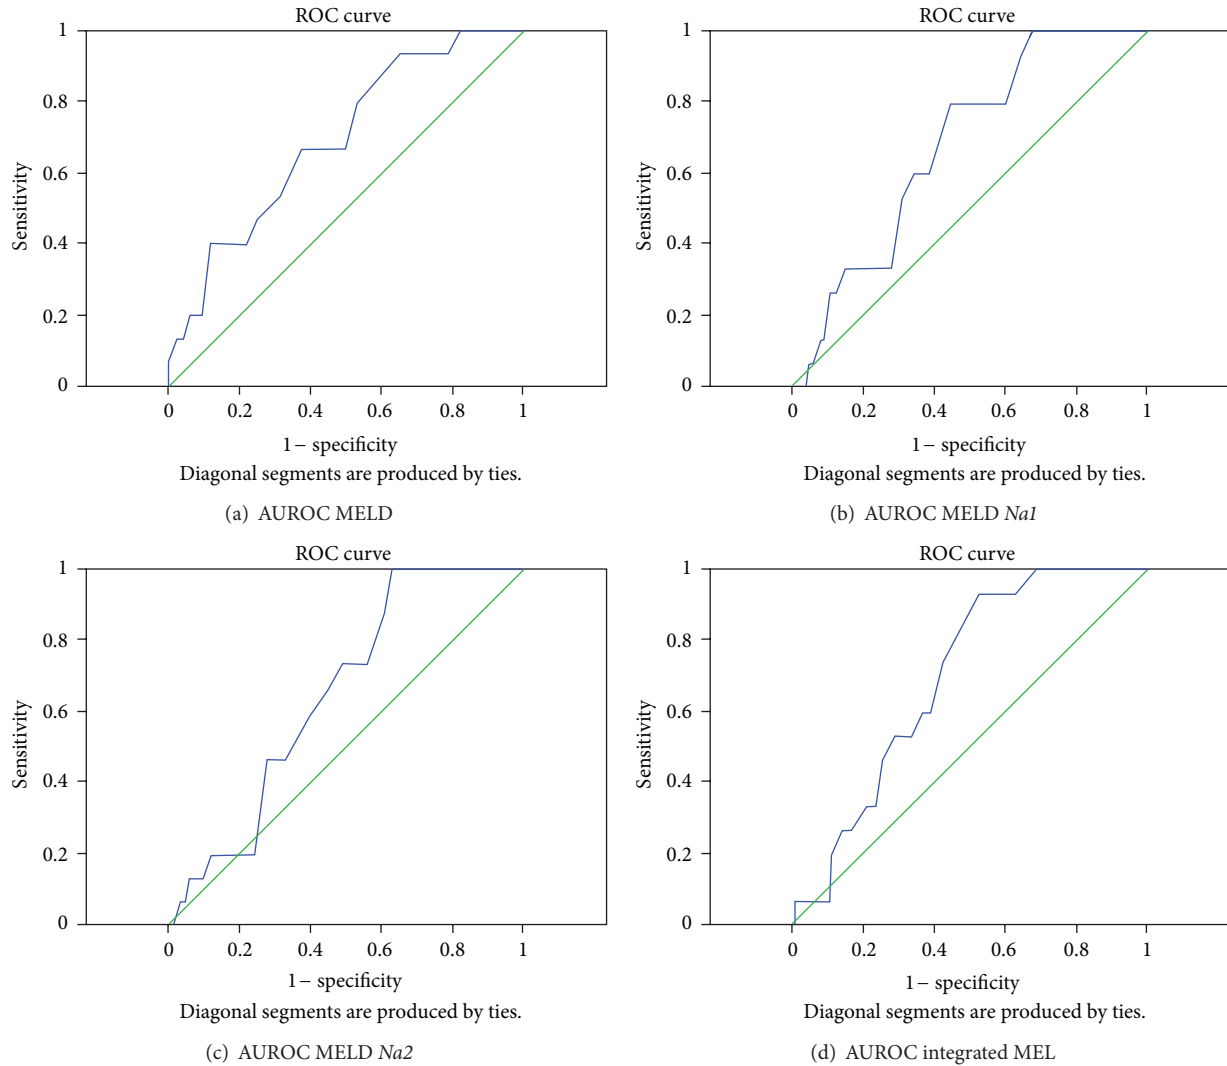 ROC curve
1
0.8
0.6
0.4
0.2
0
Sensitivity
0 0.2 0.4 0.6 0.8 1
1− specificity
Diagonal segments are produced by ties.
(a) AUROC MELD
ROC curve
1
0.8
0.6
0.4
0.2
0
Sensitivity
0 0.2 0.4 0.6 0.8 1
1− specificity
Diagonal segments are produced by ties.
(b) AUROC MELD Na1
ROC curve
1
0.8
0.6
0.4
0.2
0
Sensitivity
0 0.2 0.4 0.6 0.8 1
1− specificity
Diagonal segments are produced by ties.
(c) AUROC MELD Na2
ROC curve
1
0.8
0.6
0.4
0.2
0
Sensitivity
0 0.2 0.4 0.6 0.8 1
1− specificity
Diagonal segments are produced by ties.
(d) AUROC integrated MEL